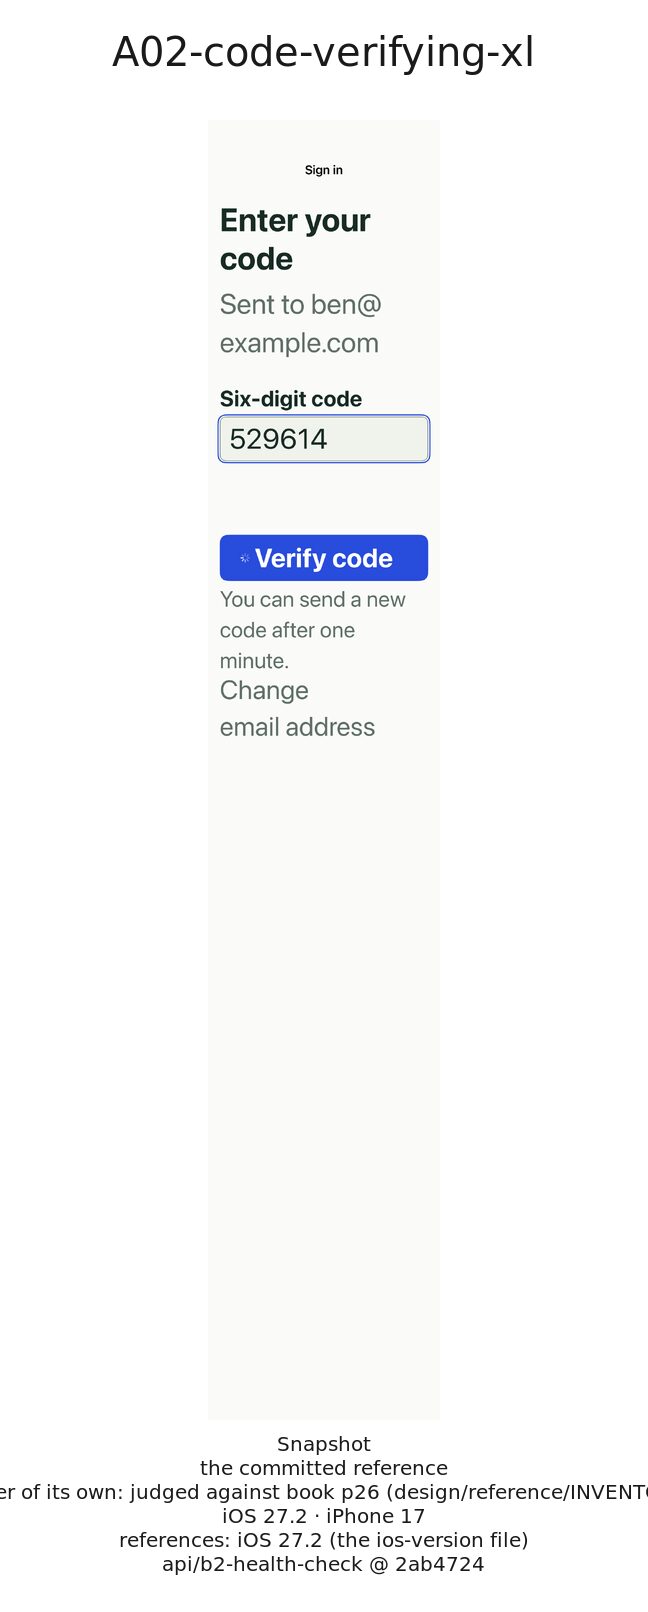 A02-code-verifying-xl
Sign in
Enter your
code
Sent to ben@
example.com
Six-digit code
529614
Verify code
You can send a new
code after one
minute.
Change
email address
Snapshot
the committed reference
of its own: judged against book p26 (design/reference/
iOS 27.2 · iPhone 17
references: iOS 27.2 (the ios-version file)
api/b2-health-check @ 2ab4724